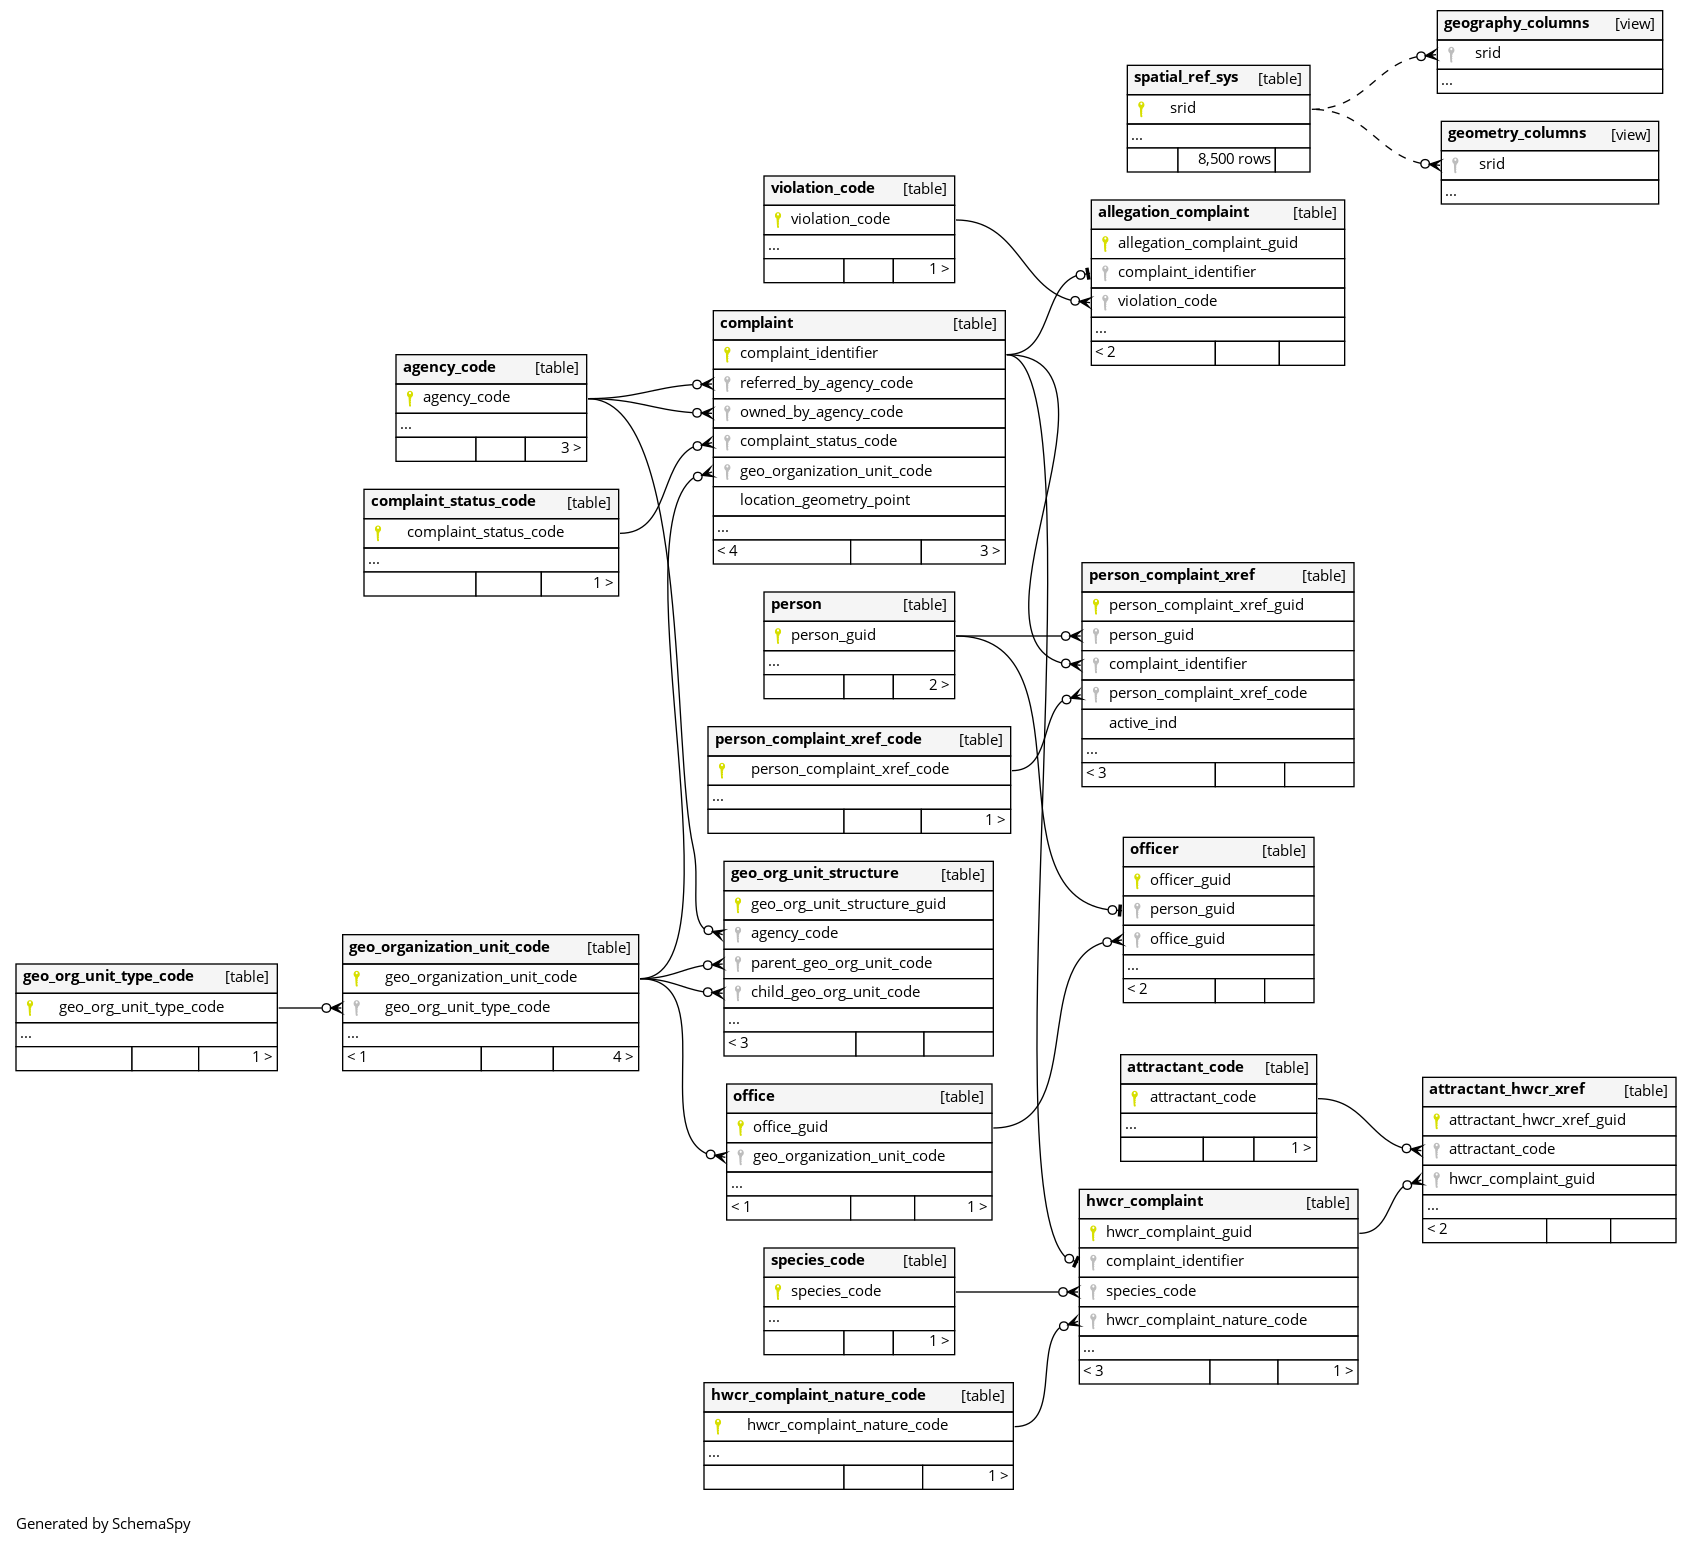 geography_columns [view]
srid
...
spatial_ref_sys [table]
srid
...
8,500 rows
geometry_columns [view]
srid
...
violation_code [table]
violation_code
...
1 >
allegation_complaint [table]
allegation_complaint_guid
complaint_identifier
violation_code
...
< 2
complaint [table]
complaint_identifier
referred_by_agency_code
owned_by_agency_code
complaint_status_code
geo_organization_unit_code
location_geometry_point
...
< 4 3 >
agency_code [table]
agency_code
...
3 >
complaint_status_code [table]
complaint_status_code
...
1 >
person [table]
person_guid
...
2 >
person_complaint_xref [table]
person_complaint_xref_guid
person_guid
complaint_identifier
person_complaint_xref_code
active_ind
...
< 3
person_complaint_xref_code [table]
person_complaint_xref_code
...
1 >
officer [table]
officer_guid
person_guid
office_guid
...
< 2
geo_org_unit_structure [table]
geo_org_unit_structure_guid
agency_code
parent_geo_org_unit_code
child_geo_org_unit_code
...
< 3
geo_organization_unit_code [table]
geo_organization_unit_code
geo_org_unit_type_code
...
< 1 4 >
geo_org_unit_type_code [table]
geo_org_unit_type_code
...
1 >
office [table]
office_guid
geo_organization_unit_code
...
< 1 1 >
attractant_code [table]
attractant_code
...
1 >
attractant_hwcr_xref [table]
attractant_hwcr_xref_guid
attractant_code
hwcr_complaint_guid
...
< 2
hwcr_complaint [table]
hwcr_complaint_guid
complaint_identifier
species_code
hwcr_complaint_nature_code
...
< 3 1 >
species_code [table]
species_code
...
1 >
hwcr_complaint_nature_code [table]
hwcr_complaint_nature_code
...
1 >
Generated by SchemaSpy